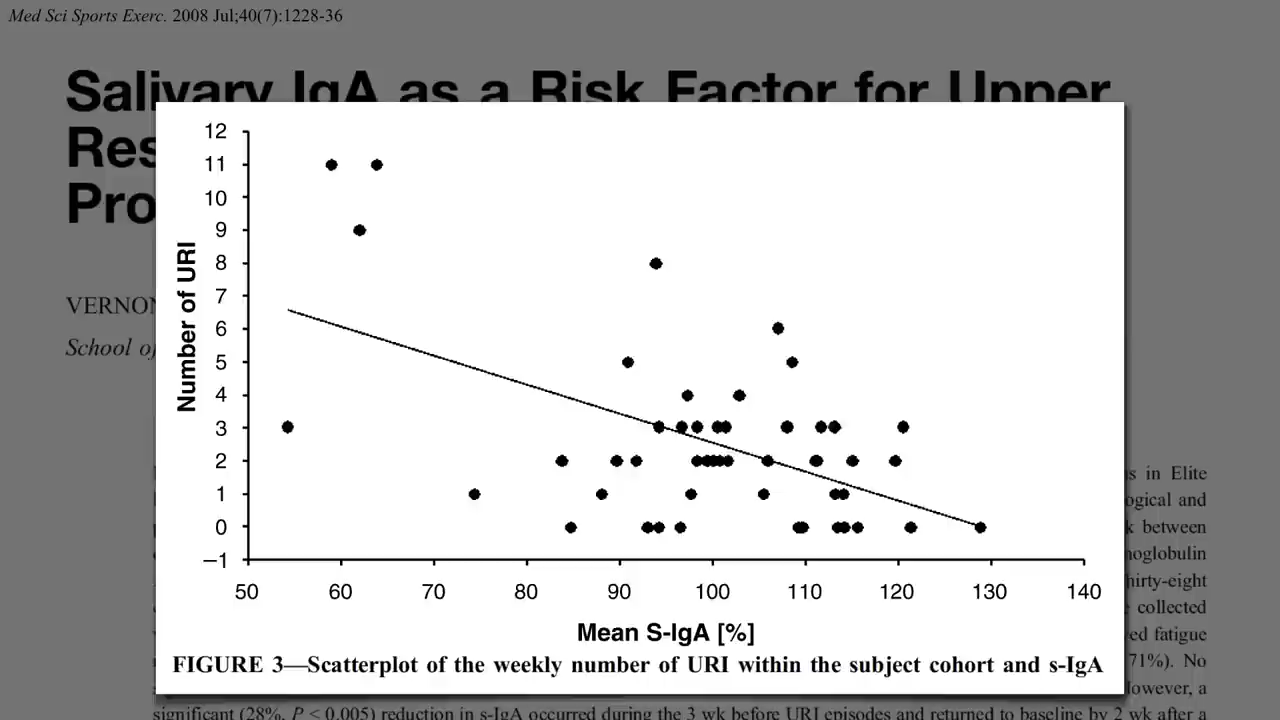 Med Sci Sports Exerc. 2008 Jul;40(7):1228-36
Salivary IgA as a Risk Factor for Upper
Res
Pro
VERNON
School of
12
11
10
9
8
7
6
5
4
3
2
1
0
−1
Number of URI
50 60 70 80 90 100 110 120 130 140
Mean S-IgA [%]
FIGURE 3—Scatterplot of the weekly number of URI within the subject cohort and s-IgA
s in Elite
ogical and
k between
noglobulin
hirty-eight
collected
ved fatigue
71%). No
However, a
significant (28%, P < 0.005) reduction in s-IgA occurred during the 3 wk before URI episodes and returned to baseline by 2 wk after a